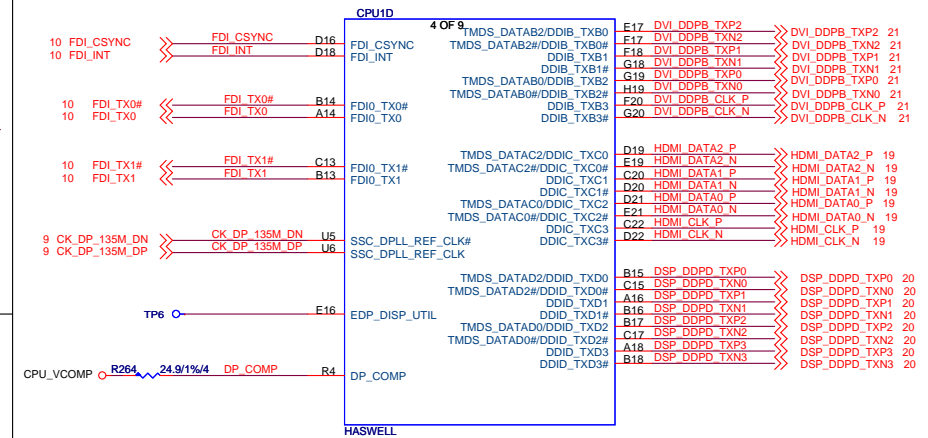 CPU1D
4 OF 9
10 FDI_CSYNC FDI_CSYNC D16 FDI_CSYNC
10 FDI_INT FDI_INT D18 FDI_INT
10 FDI_TX0# FDI_TX0# B14 FDI0_TX0#
10 FDI_TX0 FDI_TX0 A14 FDI0_TX0
10 FDI_TX1# FDI_TX1# C13 FDI0_TX1#
10 FDI_TX1 FDI_TX1 B13 FDI0_TX1
9 CK_DP_135M_DN CK_DP_135M_DN U5 SSC_DPLL_REF_CLK#
9 CK_DP_135M_DP CK_DP_135M_DP U6 SSC_DPLL_REF_CLK
TP6 E16 EDP_DISP_UTIL
CPU_VCOMP R264 24.9/1%/4 DP_COMP R4 DP_COMP
TMDS_DATAB2/DDIB_TXB0 E17 DVI_DDPB_TXP2 DVI_DDPB_TXP2 21
TMDS_DATAB2#/DDIB_TXB0# F17 DVI_DDPB_TXN2 DVI_DDPB_TXN2 21
DDIB_TXB1 F18 DVI_DDPB_TXP1 DVI_DDPB_TXP1 21
DDIB_TXB1# G18 DVI_DDPB_TXN1 DVI_DDPB_TXN1 21
TMDS_DATAB0/DDIB_TXB2 G19 DVI_DDPB_TXP0 DVI_DDPB_TXP0 21
TMDS_DATAB0#/DDIB_TXB2# H19 DVI_DDPB_TXN0 DVI_DDPB_TXN0 21
DDIB_TXB3 F20 DVI_DDPB_CLK_P DVI_DDPB_CLK_P 21
DDIB_TXB3# G20 DVI_DDPB_CLK_N DVI_DDPB_CLK_N 21
TMDS_DATAC2/DDIC_TXC0 D19 HDMI_DATA2_P HDMI_DATA2_P 19
TMDS_DATAC2#/DDIC_TXC0# E19 HDMI_DATA2_N HDMI_DATA2_N 19
DDIC_TXC1 C20 HDMI_DATA1_P HDMI_DATA1_P 19
DDIC_TXC1# D20 HDMI_DATA1_N HDMI_DATA1_N 19
TMDS_DATAC0/DDIC_TXC2 D21 HDMI_DATA0_P HDMI_DATA0_P 19
TMDS_DATAC0#/DDIC_TXC2# E21 HDMI_DATA0_N HDMI_DATA0_N 19
DDIC_TXC3 C22 HDMI_CLK_P HDMI_CLK_P 19
DDIC_TXC3# D22 HDMI_CLK_N HDMI_CLK_N 19
TMDS_DATAD2/DDID_TXD0 B15 DSP_DDPD_TXP0 DSP_DDPD_TXP0 20
TMDS_DATAD2#/DDID_TXD0# C15 DSP_DDPD_TXN0 DSP_DDPD_TXN0 20
DDID_TXD1 A16 DSP_DDPD_TXP1 DSP_DDPD_TXP1 20
DDID_TXD1# B16 DSP_DDPD_TXN1 DSP_DDPD_TXN1 20
TMDS_DATAD0/DDID_TXD2 B17 DSP_DDPD_TXP2 DSP_DDPD_TXP2 20
TMDS_DATAD0#/DDID_TXD2# C17 DSP_DDPD_TXN2 DSP_DDPD_TXN2 20
DDID_TXD3 A18 DSP_DDPD_TXP3 DSP_DDPD_TXP3 20
DDID_TXD3# B18 DSP_DDPD_TXN3 DSP_DDPD_TXN3 20
HASWELL